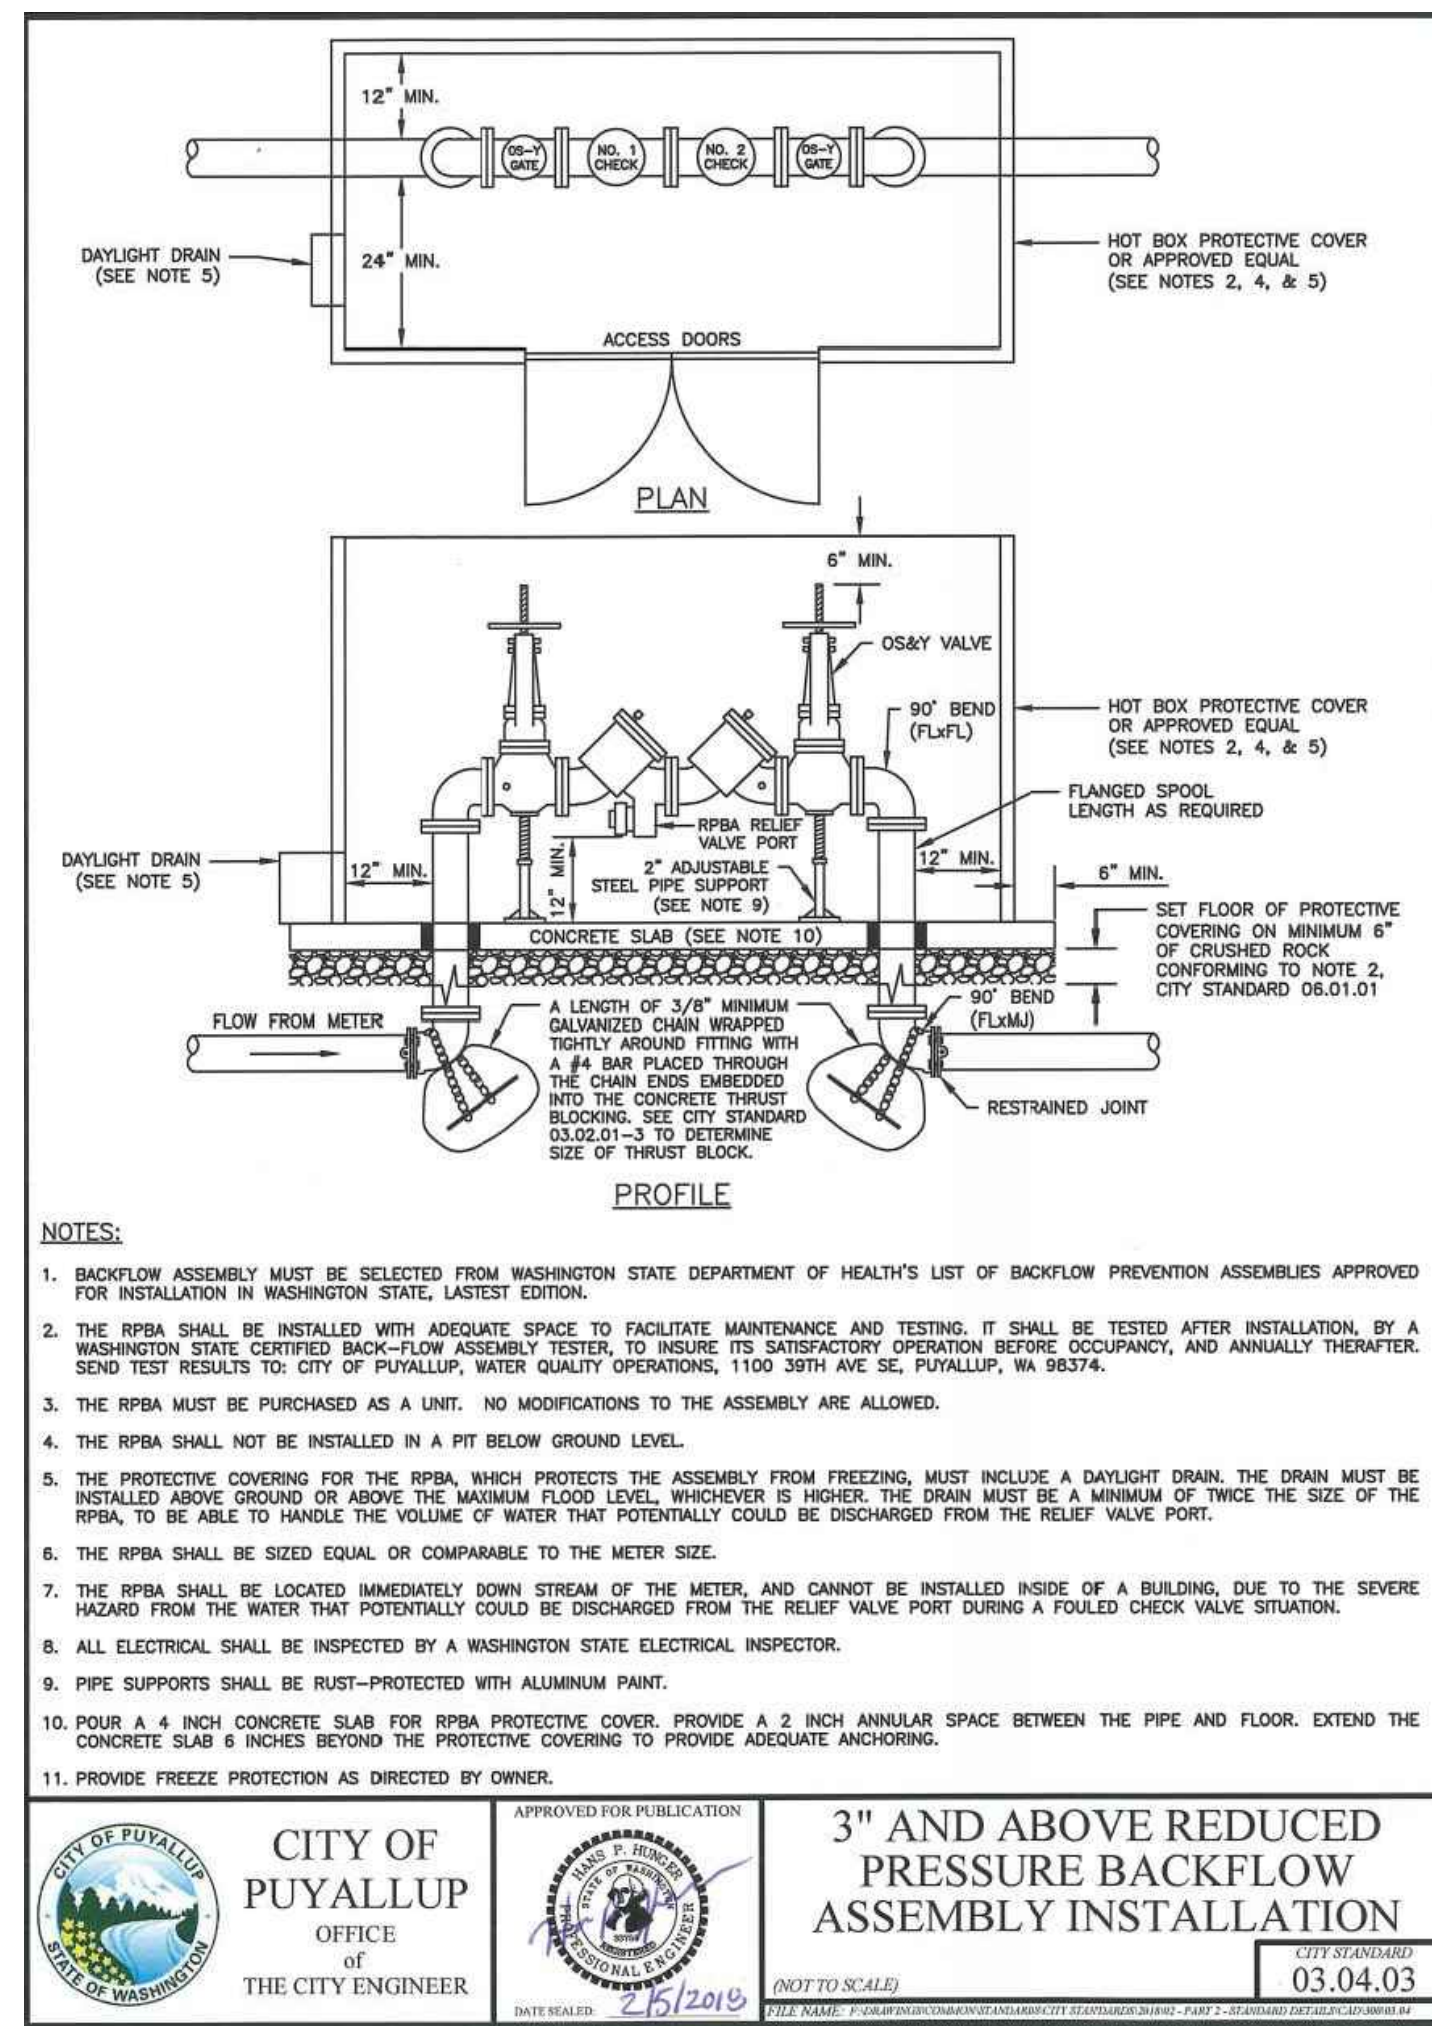 12" MIN.
OS-Y
GATE
NO. 1
CHECK
NO. 2
CHECK
OS-Y
GATE
DAYLIGHT DRAIN
(SEE NOTE 5)
24" MIN.
HOT BOX PROTECTIVE COVER
OR APPROVED EQUAL
(SEE NOTES 2, 4, & 5)
ACCESS DOORS
PLAN
6" MIN.
OS&Y VALVE
90° BEND
(FLxFL)
HOT BOX PROTECTIVE COVER
OR APPROVED EQUAL
(SEE NOTES 2, 4, & 5)
FLANGED SPOOL
LENGTH AS REQUIRED
RPBA RELIEF
VALVE PORT
DAYLIGHT DRAIN
(SEE NOTE 5)
12" MIN.
12" MIN.
2" ADJUSTABLE
STEEL PIPE SUPPORT
(SEE NOTE 9)
12" MIN.
6" MIN.
CONCRETE SLAB (SEE NOTE 10)
SET FLOOR OF PROTECTIVE
COVERING ON MINIMUM 6"
OF CRUSHED ROCK
CONFORMING TO NOTE 2,
CITY STANDARD 06.01.01
FLOW FROM METER
A LENGTH OF 3/8" MINIMUM
GALVANIZED CHAIN WRAPPED
TIGHTLY AROUND FITTING WITH
A #4 BAR PLACED THROUGH
THE CHAIN ENDS EMBEDDED
INTO THE CONCRETE THRUST
BLOCKING. SEE CITY STANDARD
03.02.01-3 TO DETERMINE
SIZE OF THRUST BLOCK.
90° BEND
(FLxMJ)
RESTRAINED JOINT
PROFILE
NOTES:
1. BACKFLOW ASSEMBLY MUST BE SELECTED FROM WASHINGTON STATE DEPARTMENT OF HEALTH'S LIST OF BACKFLOW PREVENTION ASSEMBLIES APPROVED
FOR INSTALLATION IN WASHINGTON STATE, LASTEST EDITION.
2. THE RPBA SHALL BE INSTALLED WITH ADEQUATE SPACE TO FACILITATE MAINTENANCE AND TESTING. IT SHALL BE TESTED AFTER INSTALLATION, BY A
WASHINGTON STATE CERTIFIED BACK-FLOW ASSEMBLY TESTER, TO INSURE ITS SATISFACTORY OPERATION BEFORE OCCUPANCY, AND ANNUALLY THERAFTER.
SEND TEST RESULTS TO: CITY OF PUYALLUP, WATER QUALITY OPERATIONS, 1100 39TH AVE SE, PUYALLUP, WA 98374.
3. THE RPBA MUST BE PURCHASED AS A UNIT. NO MODIFICATIONS TO THE ASSEMBLY ARE ALLOWED.
4. THE RPBA SHALL NOT BE INSTALLED IN A PIT BELOW GROUND LEVEL.
5. THE PROTECTIVE COVERING FOR THE RPBA, WHICH PROTECTS THE ASSEMBLY FROM FREEZING, MUST INCLUDE A DAYLIGHT DRAIN. THE DRAIN MUST BE
INSTALLED ABOVE GROUND OR ABOVE THE MAXIMUM FLOOD LEVEL, WHICHEVER IS HIGHER. THE DRAIN MUST BE A MINIMUM OF TWICE THE SIZE OF THE
RPBA, TO BE ABLE TO HANDLE THE VOLUME OF WATER THAT POTENTIALLY COULD BE DISCHARGED FROM THE RELIEF VALVE PORT.
6. THE RPBA SHALL BE SIZED EQUAL OR COMPARABLE TO THE METER SIZE.
7. THE RPBA SHALL BE LOCATED IMMEDIATELY DOWN STREAM OF THE METER, AND CANNOT BE INSTALLED INSIDE OF A BUILDING, DUE TO THE SEVERE
HAZARD FROM THE WATER THAT POTENTIALLY COULD BE DISCHARGED FROM THE RELIEF VALVE PORT DURING A FOULED CHECK VALVE SITUATION.
8. ALL ELECTRICAL SHALL BE INSPECTED BY A WASHINGTON STATE ELECTRICAL INSPECTOR.
9. PIPE SUPPORTS SHALL BE RUST-PROTECTED WITH ALUMINUM PAINT.
10. POUR A 4 INCH CONCRETE SLAB FOR RPBA PROTECTIVE COVER. PROVIDE A 2 INCH ANNULAR SPACE BETWEEN THE PIPE AND FLOOR. EXTEND THE
CONCRETE SLAB 6 INCHES BEYOND THE PROTECTIVE COVERING TO PROVIDE ADEQUATE ANCHORING.
11. PROVIDE FREEZE PROTECTION AS DIRECTED BY OWNER.
CITY OF PUYALLUP
STATE OF WASHINGTON
CITY OF
PUYALLUP
OFFICE
of
THE CITY ENGINEER
APPROVED FOR PUBLICATION
HANS P. HUNGER
STATE OF WASHINGTON
REGISTERED
PROFESSIONAL ENGINEER
DATE SEALED: 2/5/2018
3" AND ABOVE REDUCED
PRESSURE BACKFLOW
ASSEMBLY INSTALLATION
(NOT TO SCALE)
CITY STANDARD
03.04.03
FILE NAME: F:\DRAWINGS\COMMON\STANDARDS\CITY STANDARDS\2018\02 - PART 2 - STANDARD DETAILS\CAD\300\03.04